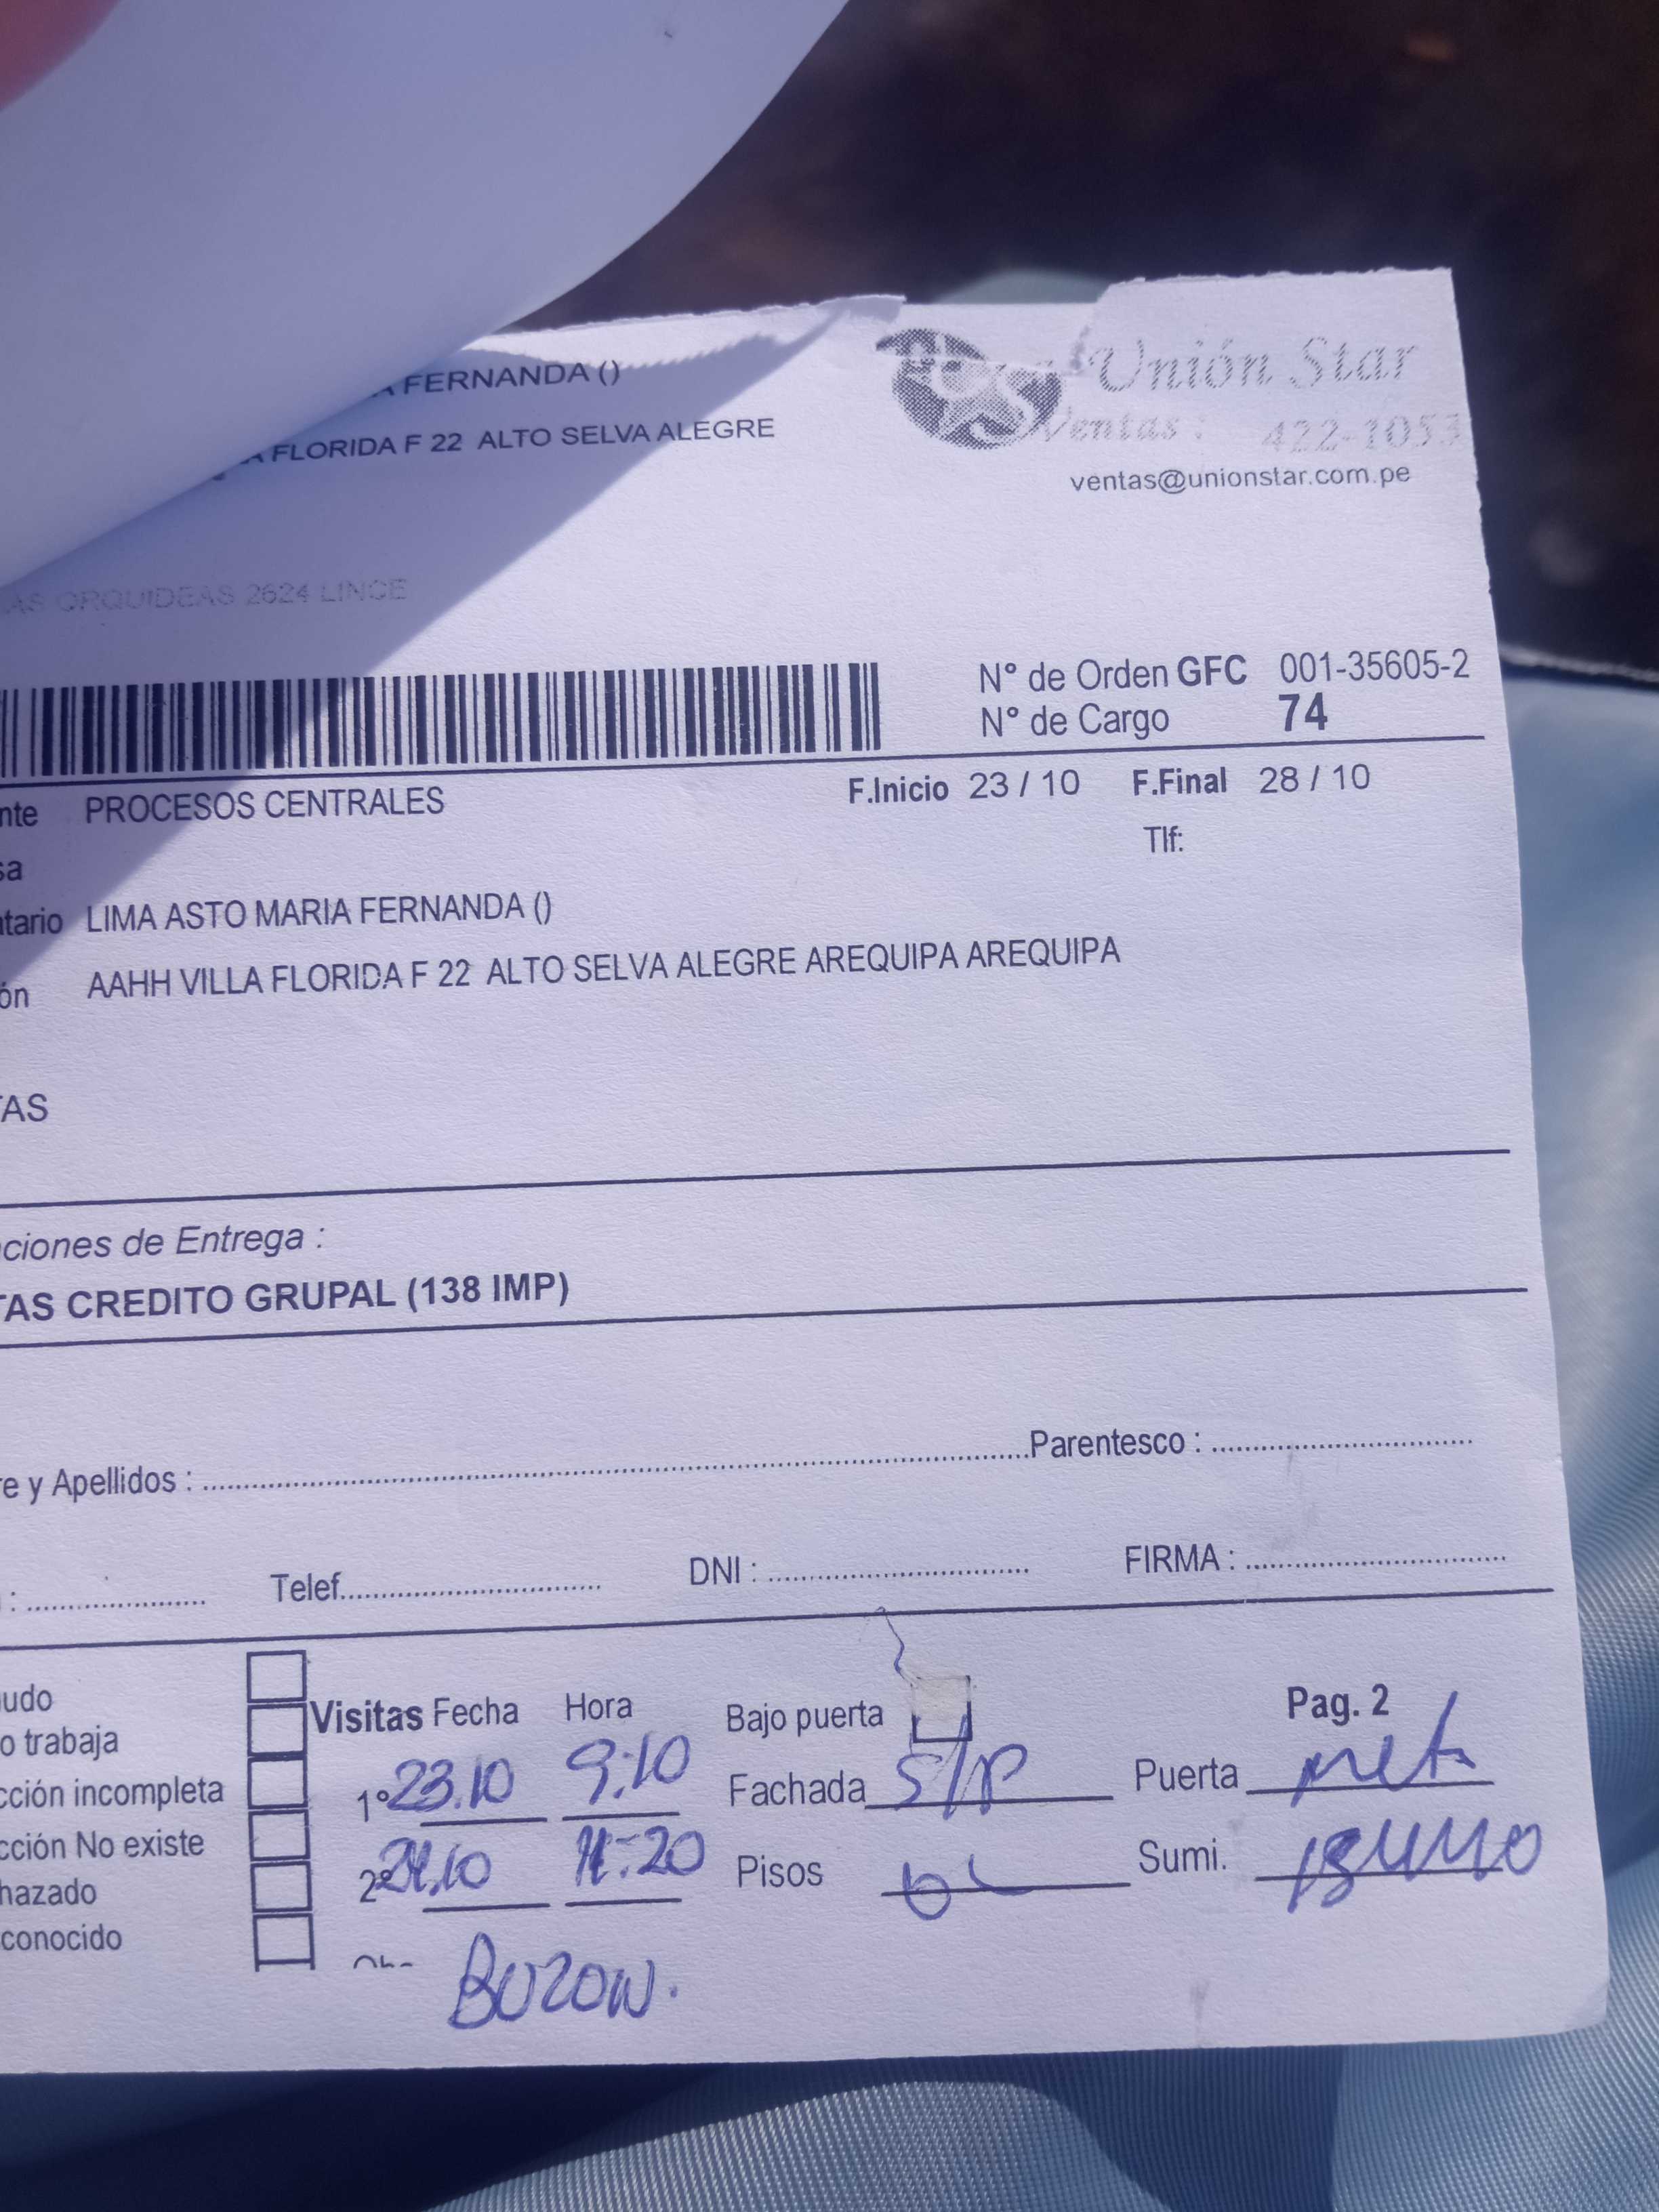 FERNANDA ()
FLORIDA F 22 ALTO SELVA ALEGRE
Unión Star
Ventas : 422-1053
ventas@unionstar.com.pe
AS ORQUIDEAS 2624 LINCE
N° de Orden GFC 001-35605-2
N° de Cargo 74
nte PROCESOS CENTRALES F.Inicio 23 / 10 F.Final 28 / 10
sa Tlf:
tario LIMA ASTO MARIA FERNANDA ()
ón AAHH VILLA FLORIDA F 22 ALTO SELVA ALEGRE AREQUIPA AREQUIPA
TAS
ciones de Entrega :
TAS CREDITO GRUPAL (138 IMP)
re y Apellidos : Parentesco :
: Telef. DNI : FIRMA :
udo
o trabaja
cción incompleta
cción No existe
hazado
conocido
Visitas Fecha Hora
1° 23.10 9:10
2° 24.10 11:20
BUZON.
Bajo puerta
Fachada S/P
Pisos
Pag. 2
Puerta
Sumi.